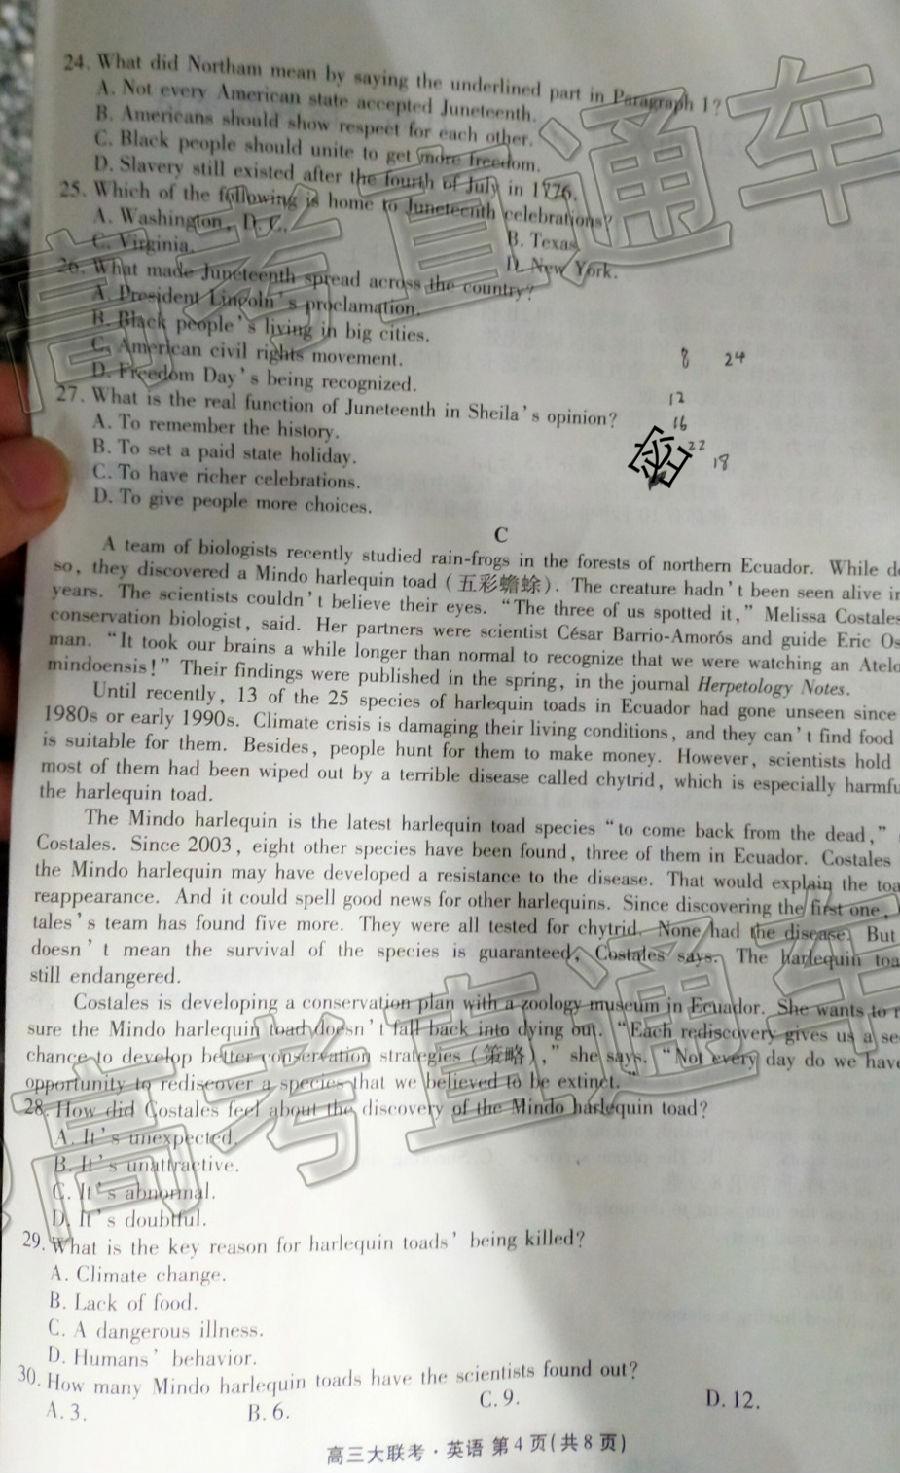 24. What did Northam mean by saying the underlined part in Paragraph 1?
A. Not every American state accepted Juneteenth.
B. Americans should show respect for each other.
C. Black people should unite to get more freedom.
D. Slavery still existed after the fourth of July in 1776.
25. Which of the following is home to Juneteenth celebrations?
A. Washington, D. C.
B. Texas.
C. Virginia.
D. New York.
26. What made Juneteenth spread across the country?
A. President Lincoln's proclamation.
B. Black people's living in big cities.
C. American civil rights movement.
D. Freedom Day's being recognized.
27. What is the real function of Juneteenth in Sheila's opinion?
A. To remember the history.
B. To set a paid state holiday.
C. To have richer celebrations.
D. To give people more choices.
8 24
12
16
22
18
密
C
A team of biologists recently studied rain-frogs in the forests of northern Ecuador. While d
so, they discovered a Mindo harlequin toad (五彩蟾蜍). The creature hadn't been seen alive in
years. The scientists couldn't believe their eyes. "The three of us spotted it," Melissa Costales
conservation biologist, said. Her partners were scientist César Barrio-Amorós and guide Eric Os
man. "It took our brains a while longer than normal to recognize that we were watching an Atelo
mindoensis!" Their findings were published in the spring, in the journal Herpetology Notes.
Until recently, 13 of the 25 species of harlequin toads in Ecuador had gone unseen since
1980s or early 1990s. Climate crisis is damaging their living conditions, and they can't find food
is suitable for them. Besides, people hunt for them to make money. However, scientists hold
most of them had been wiped out by a terrible disease called chytrid, which is especially harmfu
the harlequin toad.
The Mindo harlequin is the latest harlequin toad species "to come back from the dead,"
Costales. Since 2003, eight other species have been found, three of them in Ecuador. Costales
the Mindo harlequin may have developed a resistance to the disease. That would explain the toa
reappearance. And it could spell good news for other harlequins. Since discovering the first one,
tales's team has found five more. They were all tested for chytrid. None had the disease. But
doesn't mean the survival of the species is guaranteed, Costales says. The harlequin toa
still endangered.
Costales is developing a conservation plan with a zoology museum in Ecuador. She wants to
sure the Mindo harlequin toad doesn't fall back into dying out. "Each rediscovery gives us a se
chance to develop better conservation strategies (策略)," she says. "Not every day do we have
opportunity to rediscover a species that we believed to be extinct."
28. How did Costales feel about the discovery of the Mindo harlequin toad?
A. It's unexpected.
B. It's unattractive.
C. It's abnormal.
D. It's doubtful.
29. What is the key reason for harlequin toads' being killed?
A. Climate change.
B. Lack of food.
C. A dangerous illness.
D. Humans' behavior.
30. How many Mindo harlequin toads have the scientists found out?
A. 3. B. 6. C. 9. D. 12.
高三大联考·英语 第4页(共8页)
高考直通车
高考直通车